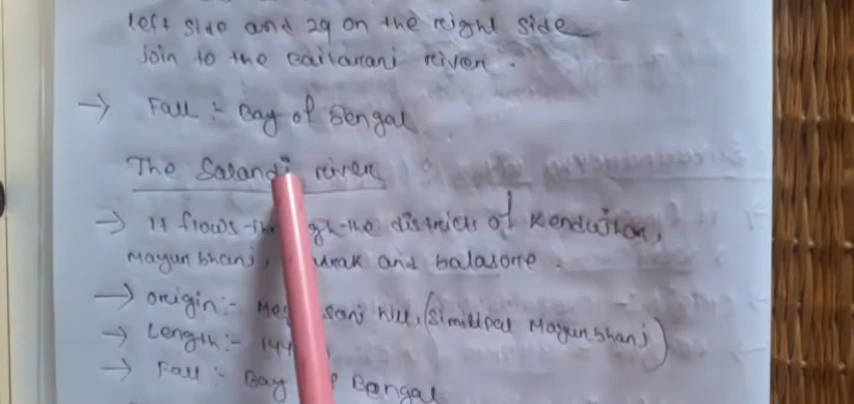 left side and 29 on the right side
Join to the Baitarani river.
→ Fall :- Bay of Bengal
The Salandi river
→ It flows the districts of Kendujhar,
Mayurbhanj, and balasore.
→ Origin:- Hill, (Similipal Mayurbhanj)
→ Length:-
→ Fall :- Bay Bengal